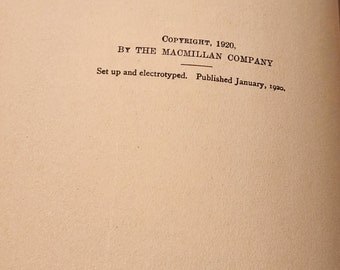 COPYRIGHT, 1920,
BY THE MACMILLAN COMPANY
Set up and electrotyped. Published January, 1920.